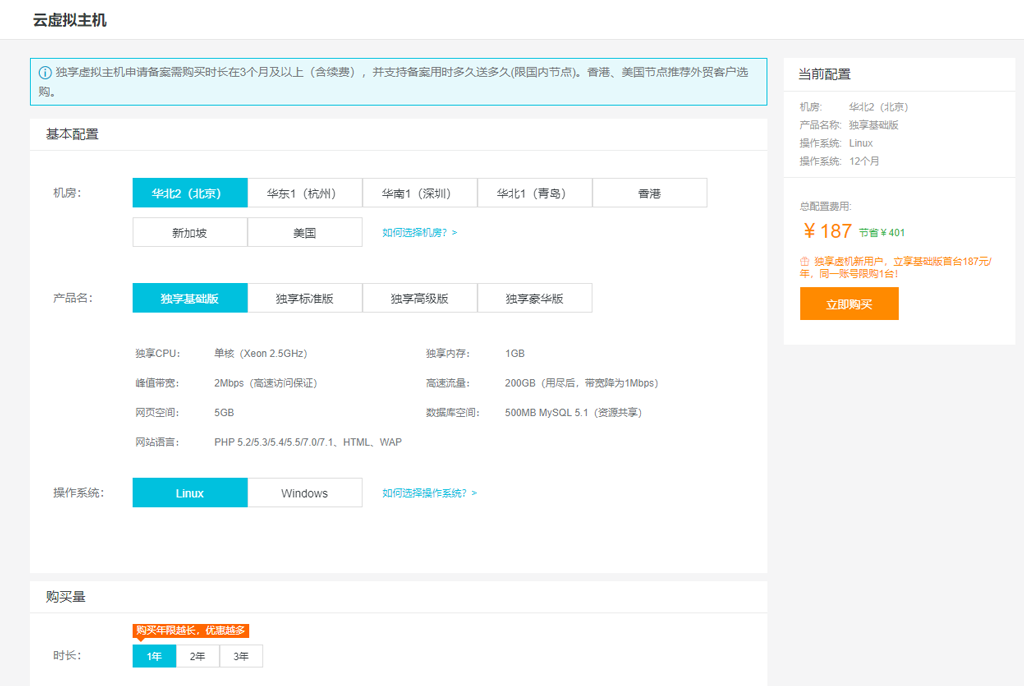 云虚拟主机
独享虚拟主机申请备案需购买时长在3个月及以上（含续费），并支持备案用时多久送多久(限国内节点)。香港、美国节点推荐外贸客户选
购。
基本配置
机房：
华北2（北京）
华东1（杭州）
华南1（深圳）
华北1（青岛）
香港
新加坡
美国
如何选择机房？>
产品名：
独享基础版
独享标准版
独享高级版
独享豪华版
独享CPU：
单核（Xeon 2.5GHz）
独享内存：
1GB
峰值带宽：
2Mbps（高速访问保证）
高速流量：
200GB（用尽后，带宽降为1Mbps）
网页空间：
5GB
数据库空间：
500MB MySQL 5.1（资源共享）
网站语言：
PHP 5.2/5.3/5.4/5.5/7.0/7.1、HTML、WAP
操作系统：
Linux
Windows
如何选择操作系统？>
购买量
购买年限越长，优惠越多
时长：
1年
2年
3年
当前配置
机房: 华北2（北京）
产品名称: 独享基础版
操作系统: Linux
操作系统: 12个月
总配置费用:
￥187 节省￥401
独享虚机新用户，立享基础版首台187元/
年，同一账号限购1台!
立即购买